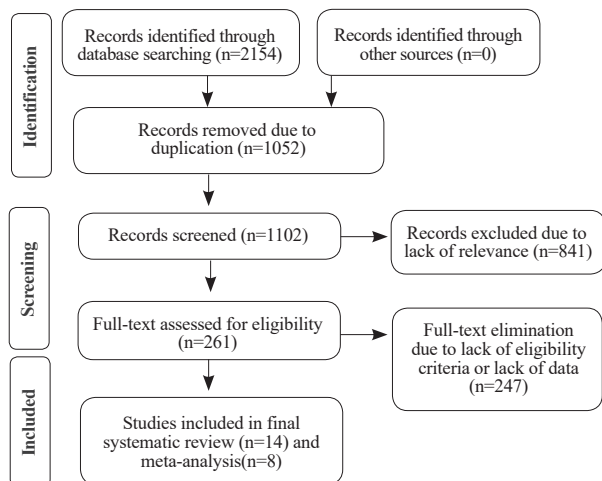 Identification
Records identified through
database searching (n=2154)
Records identified through
other sources (n=0)
Records removed due to
duplication (n=1052)
Screening
Records screened (n=1102)
Records excluded due to
lack of relevance (n=841)
Full-text assessed for eligibility
(n=261)
Full-text elimination
due to lack of eligibility
criteria or lack of data
(n=247)
Included
Studies included in final
systematic review (n=14) and
meta-analysis(n=8)